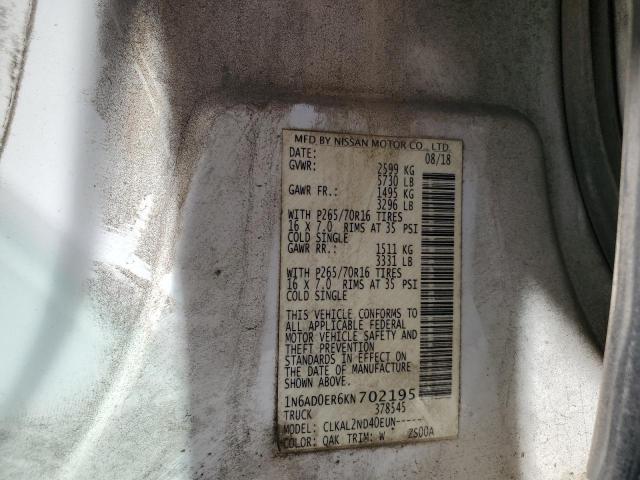 MFD BY NISSAN MOTOR CO., LTD.
DATE: 08/18
GVWR: 2599 KG
5730 LB
GAWR FR.: 1495 KG
3296 LB
WITH P265/70R16 TIRES
16 X 7.0 RIMS AT 35 PSI
COLD SINGLE
GAWR RR.: 1511 KG
3331 LB
WITH P265/70R16 TIRES
16 X 7.0 RIMS AT 35 PSI
COLD SINGLE
THIS VEHICLE CONFORMS TO
ALL APPLICABLE FEDERAL
MOTOR VEHICLE SAFETY AND
THEFT PREVENTION
STANDARDS IN EFFECT ON
THE DATE OF MANUFACTURE
SHOWN ABOVE.
1N6AD0ER6KN702195
TRUCK 378545
MODEL: CLKAL2ND40EUN-----
COLOR: QAK TRIM: W 2S00A